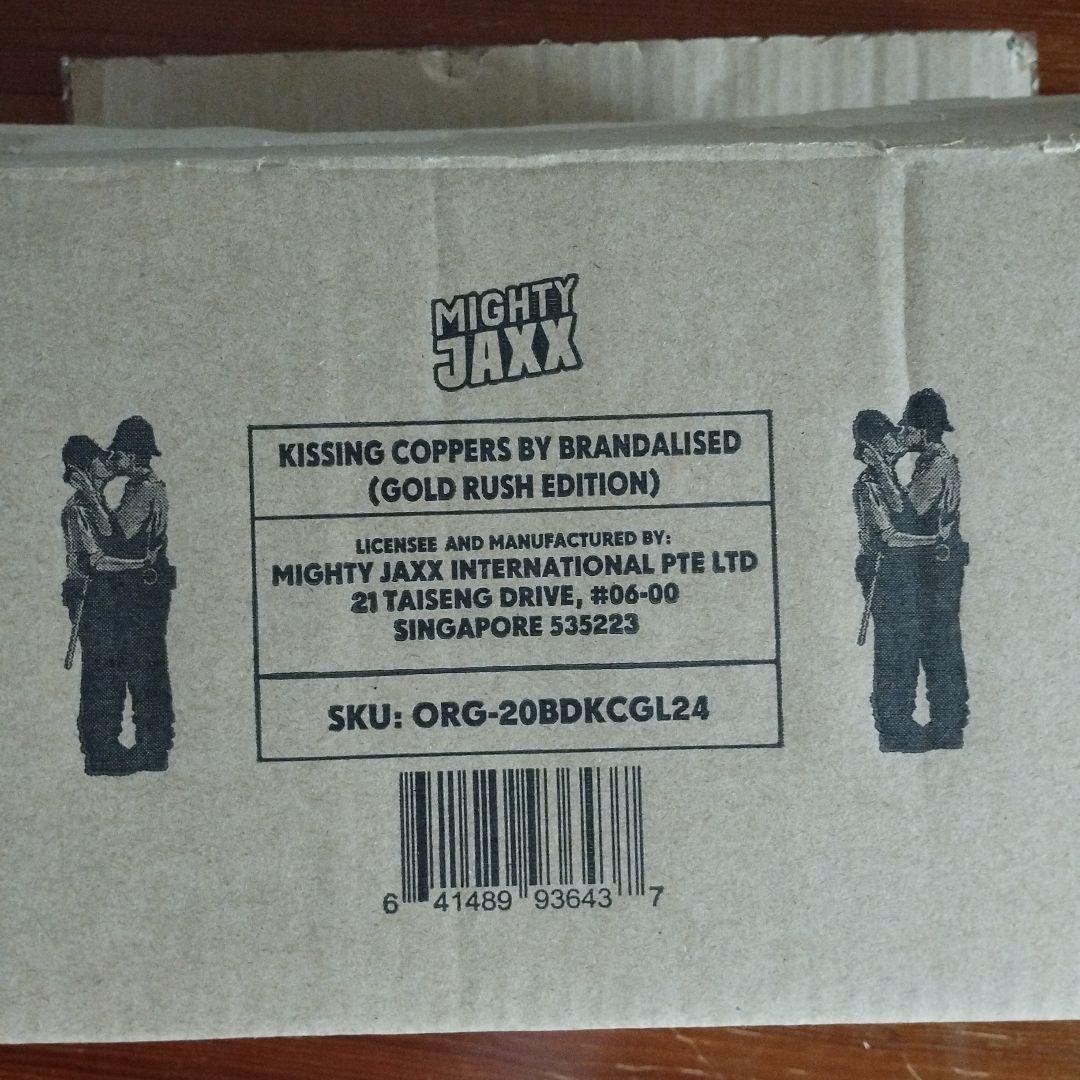 MIGHTY
JAXX
KISSING COPPERS BY BRANDALISED
(GOLD RUSH EDITION)
LICENSEE AND MANUFACTURED BY:
MIGHTY JAXX INTERNATIONAL PTE LTD
21 TAISENG DRIVE, #06-00
SINGAPORE 535223
SKU: ORG-20BDKCGL24
6 41489 93643 7